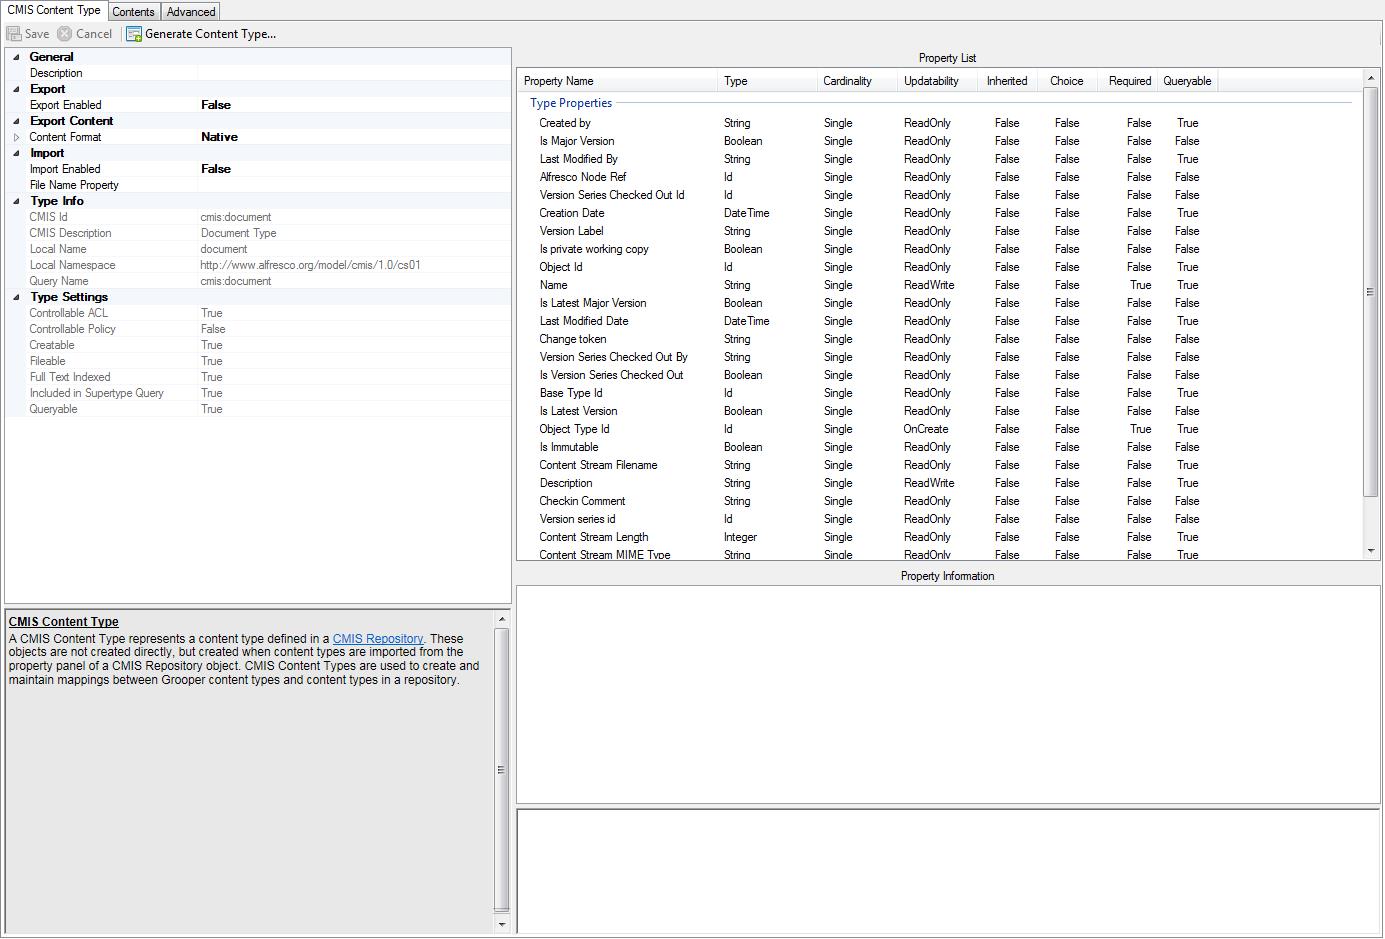 CMIS Content Type Contents Advanced
Save Cancel Generate Content Type...
General
Description
Export
Export Enabled False
Export Content
Content Format Native
Import
Import Enabled False
File Name Property
Type Info
CMIS Id cmis:document
CMIS Description Document Type
Local Name document
Local Namespace http://www.alfresco.org/model/cmis/1.0/cs01
Query Name cmis:document
Type Settings
Controllable ACL True
Controllable Policy False
Creatable True
Fileable True
Full Text Indexed True
Included in Supertype Query True
Queryable True
CMIS Content Type
A CMIS Content Type represents a content type defined in a CMIS Repository. These
objects are not created directly, but created when content types are imported from the
property panel of a CMIS Repository object. CMIS Content Types are used to create and
maintain mappings between Grooper content types and content types in a repository.
Property List
Property Name Type Cardinality Updatability Inherited Choice Required Queryable
Type Properties
Created by String Single ReadOnly False False False True
Is Major Version Boolean Single ReadOnly False False False False
Last Modified By String Single ReadOnly False False False True
Alfresco Node Ref Id Single ReadOnly False False False False
Version Series Checked Out Id Id Single ReadOnly False False False False
Creation Date DateTime Single ReadOnly False False False True
Version Label String Single ReadOnly False False False False
Is private working copy Boolean Single ReadOnly False False False False
Object Id Id Single ReadOnly False False False True
Name String Single ReadWrite False False True True
Is Latest Major Version Boolean Single ReadOnly False False False False
Last Modified Date DateTime Single ReadOnly False False False True
Change token String Single ReadOnly False False False False
Version Series Checked Out By String Single ReadOnly False False False False
Is Version Series Checked Out Boolean Single ReadOnly False False False False
Base Type Id Id Single ReadOnly False False False True
Is Latest Version Boolean Single ReadOnly False False False False
Object Type Id Id Single OnCreate False False True True
Is Immutable Boolean Single ReadOnly False False False False
Content Stream Filename String Single ReadOnly False False False True
Description String Single ReadWrite False False False True
Checkin Comment String Single ReadOnly False False False False
Version series id Id Single ReadOnly False False False False
Content Stream Length Integer Single ReadOnly False False False True
Content Stream MIME Type String Single ReadOnly False False False True
Property Information